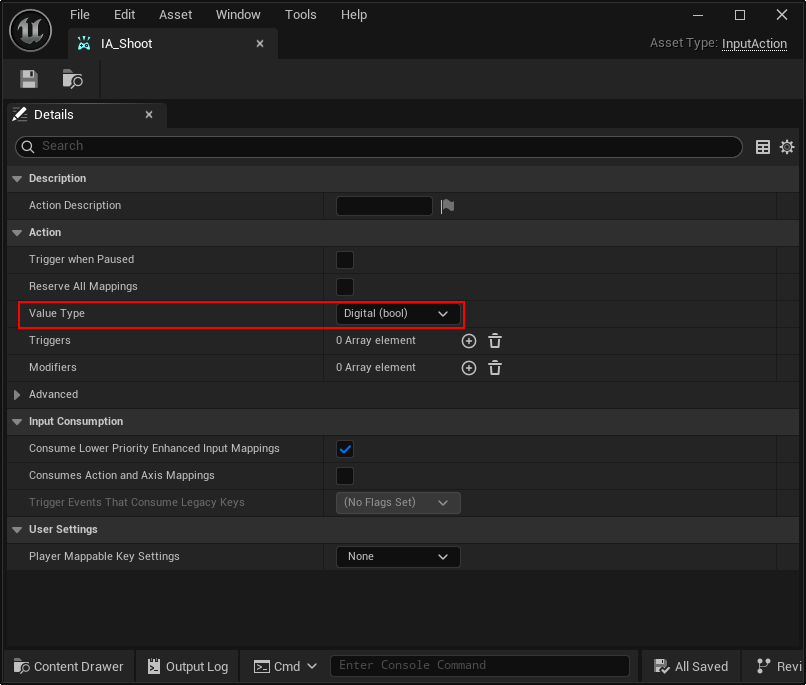 File Edit Asset Window Tools Help
IA_Shoot
Asset Type: InputAction
Details
Search
Description
Action Description
Action
Trigger when Paused
Reserve All Mappings
Value Type Digital (bool)
Triggers 0 Array element
Modifiers 0 Array element
Advanced
Input Consumption
Consume Lower Priority Enhanced Input Mappings
Consumes Action and Axis Mappings
Trigger Events That Consume Legacy Keys (No Flags Set)
User Settings
Player Mappable Key Settings None
Content Drawer Output Log Cmd Enter Console Command All Saved Revi